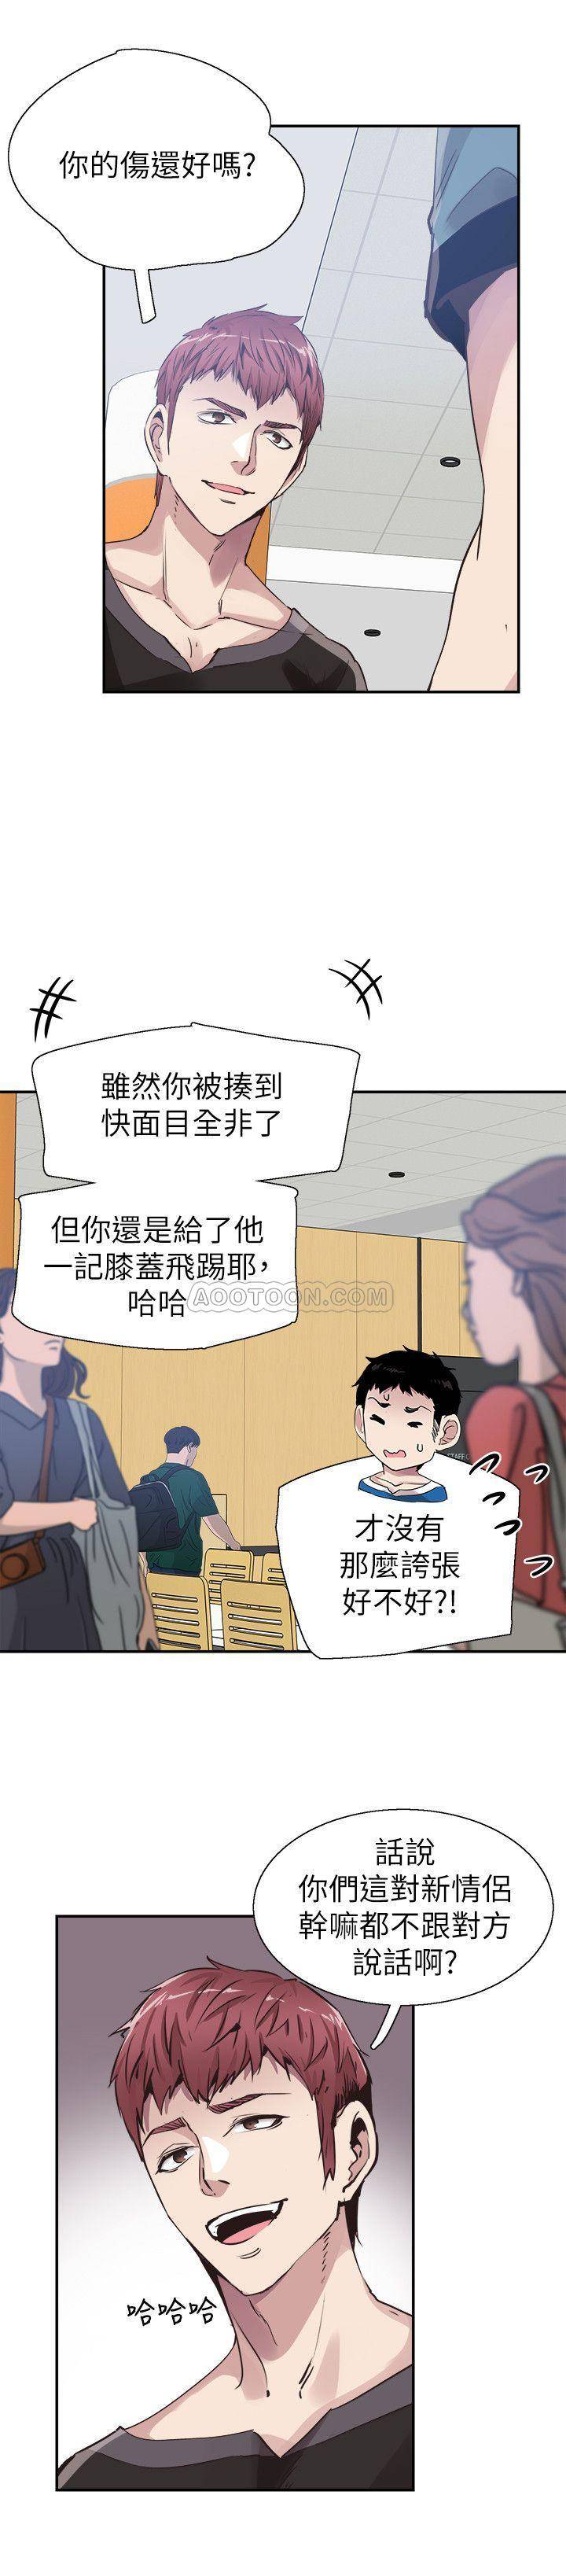 你的傷還好嗎?
雖然你被揍到
快面目全非了
但你還是給了他
一記膝蓋飛踢耶,
哈哈
AOOTOON.COM
STAFF
才沒有
那麼誇張
好不好?!
話說
你們這對新情侶
幹嘛都不跟對方
說話啊?
哈哈哈